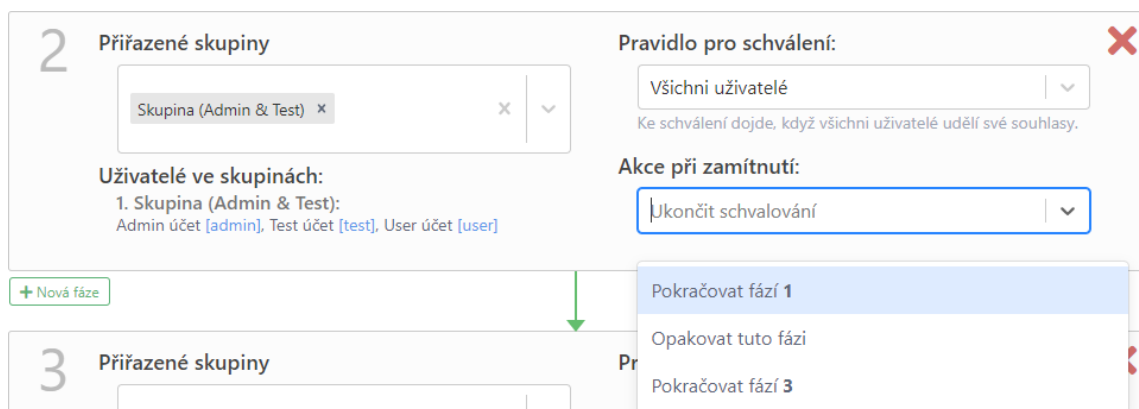 2
Přiřazené skupiny
Skupina (Admin & Test) ×
Uživatelé ve skupinách:
1. Skupina (Admin & Test):
Admin účet [admin], Test účet [test], User účet [user]
Pravidlo pro schválení:
Všichni uživatelé
Ke schválení dojde, když všichni uživatelé udělí své souhlasy.
Akce při zamítnutí:
Ukončit schvalování
Pokračovat fází 1
Opakovat tuto fázi
Pokračovat fází 3
+ Nová fáze
3
Přiřazené skupiny